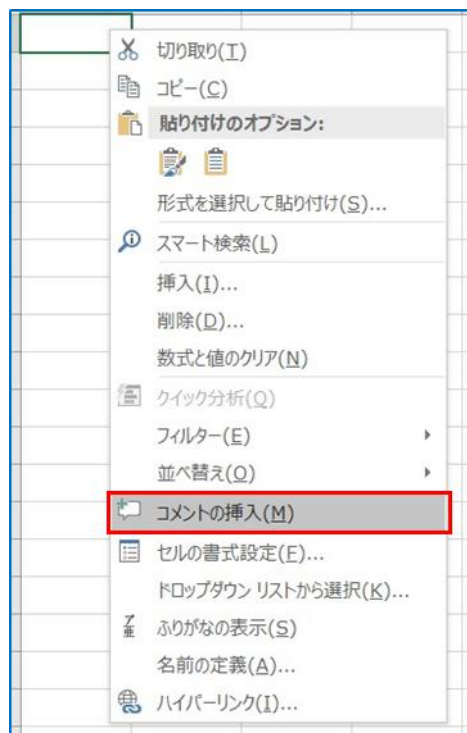 切り取り(T)
コピー(C)
貼り付けのオプション:
形式を選択して貼り付け(S)...
スマート検索(L)
挿入(I)...
削除(D)...
数式と値のクリア(N)
クイック分析(Q)
フィルター(E)
並べ替え(O)
コメントの挿入(M)
セルの書式設定(F)...
ドロップダウン リストから選択(K)...
ふりがなの表示(S)
名前の定義(A)...
ハイパーリンク(I)...